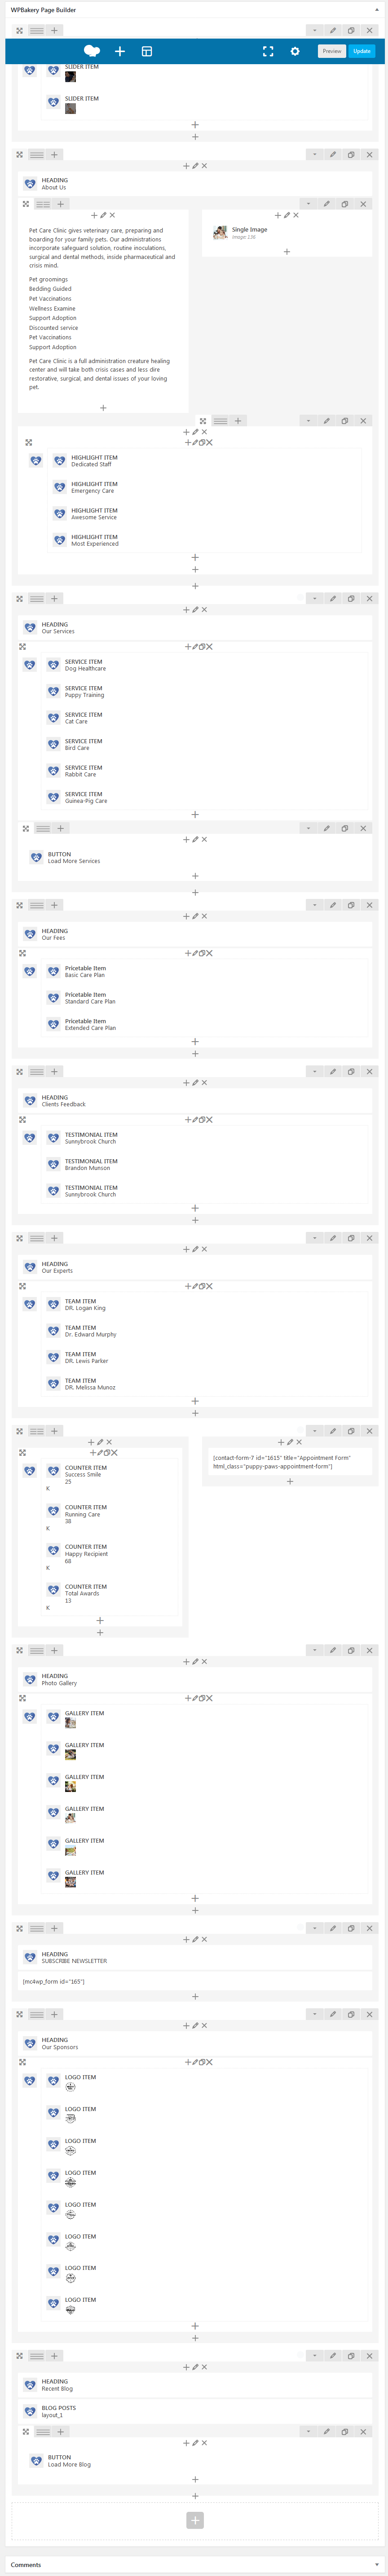 WPBakery Page Builder
Preview
Update
SLIDER ITEM
SLIDER ITEM
HEADING
About Us
Pet Care Clinic gives veterinary care, preparing and
boarding for your family pets. Our administrations
incorporate safeguard solution, routine inoculations,
surgical and dental methods, inside pharmaceutical and
crisis mind.
Pet groomings
Bedding Guided
Pet Vaccinations
Wellness Examine
Support Adoption
Discounted service
Pet Vaccinations
Support Adoption
Pet Care Clinic is a full administration creature healing
center and will take both crisis cases and less dire
restorative, surgical, and dental issues of your loving
pet.
Single Image
Image 136
HIGHLIGHT ITEM
Dedicated Staff
HIGHLIGHT ITEM
Emergency Care
HIGHLIGHT ITEM
Awesome Service
HIGHLIGHT ITEM
Most Experienced
HEADING
Our Services
SERVICE ITEM
Dog Healthcare
SERVICE ITEM
Puppy Training
SERVICE ITEM
Cat Care
SERVICE ITEM
Bird Care
SERVICE ITEM
Rabbit Care
SERVICE ITEM
Guinea-Pig Care
BUTTON
Load More Services
HEADING
Our Fees
Pricetable Item
Basic Care Plan
Pricetable Item
Standard Care Plan
Pricetable Item
Extended Care Plan
HEADING
Clients Feedback
TESTIMONIAL ITEM
Sunnybrook Church
TESTIMONIAL ITEM
Brandon Munson
TESTIMONIAL ITEM
Sunnybrook Church
HEADING
Our Experts
TEAM ITEM
DR. Logan King
TEAM ITEM
Dr. Edward Murphy
TEAM ITEM
DR. Lewis Parker
TEAM ITEM
DR. Melissa Munoz
COUNTER ITEM
Success Smile
25
K
COUNTER ITEM
Running Care
38
K
COUNTER ITEM
Happy Recipient
68
K
COUNTER ITEM
Total Awards
13
K
[contact-form-7 id="1615" title="Appointment Form"
html_class="puppy-paws-appointment-form"]
HEADING
Photo Gallery
GALLERY ITEM
GALLERY ITEM
GALLERY ITEM
GALLERY ITEM
GALLERY ITEM
GALLERY ITEM
HEADING
SUBSCRIBE NEWSLETTER
[mc4wp_form id="165"]
HEADING
Our Sponsors
LOGO ITEM
LOGO ITEM
LOGO ITEM
LOGO ITEM
LOGO ITEM
LOGO ITEM
LOGO ITEM
LOGO ITEM
HEADING
Recent Blog
BLOG POSTS
layout_1
BUTTON
Load More Blog
Comments